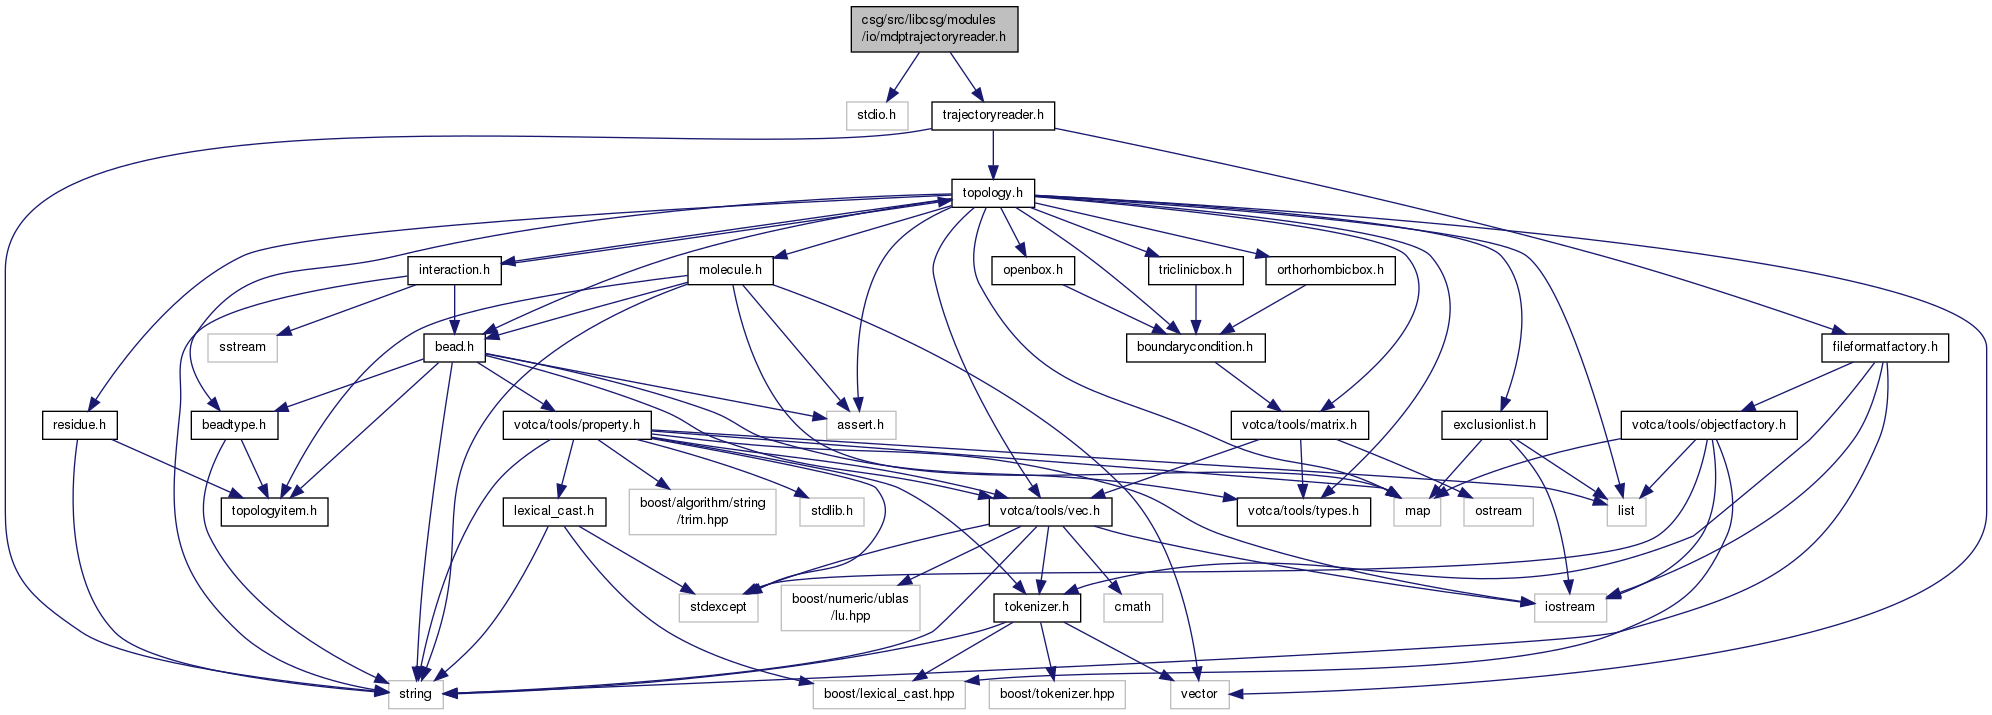 csg/src/libcsg/modules
/io/mdptrajectoryreader.h
stdio.h
trajectoryreader.h
topology.h
interaction.h
molecule.h
openbox.h
triclinicbox.h
orthorhombicbox.h
sstream
bead.h
boundarycondition.h
fileformatfactory.h
residue.h
beadtype.h
votca/tools/property.h
assert.h
votca/tools/matrix.h
exclusionlist.h
votca/tools/objectfactory.h
topologyitem.h
lexical_cast.h
boost/algorithm/string
/trim.hpp
stdlib.h
votca/tools/vec.h
votca/tools/types.h
map
ostream
list
stdexcept
boost/numeric/ublas
/lu.hpp
tokenizer.h
cmath
iostream
string
boost/lexical_cast.hpp
boost/tokenizer.hpp
vector